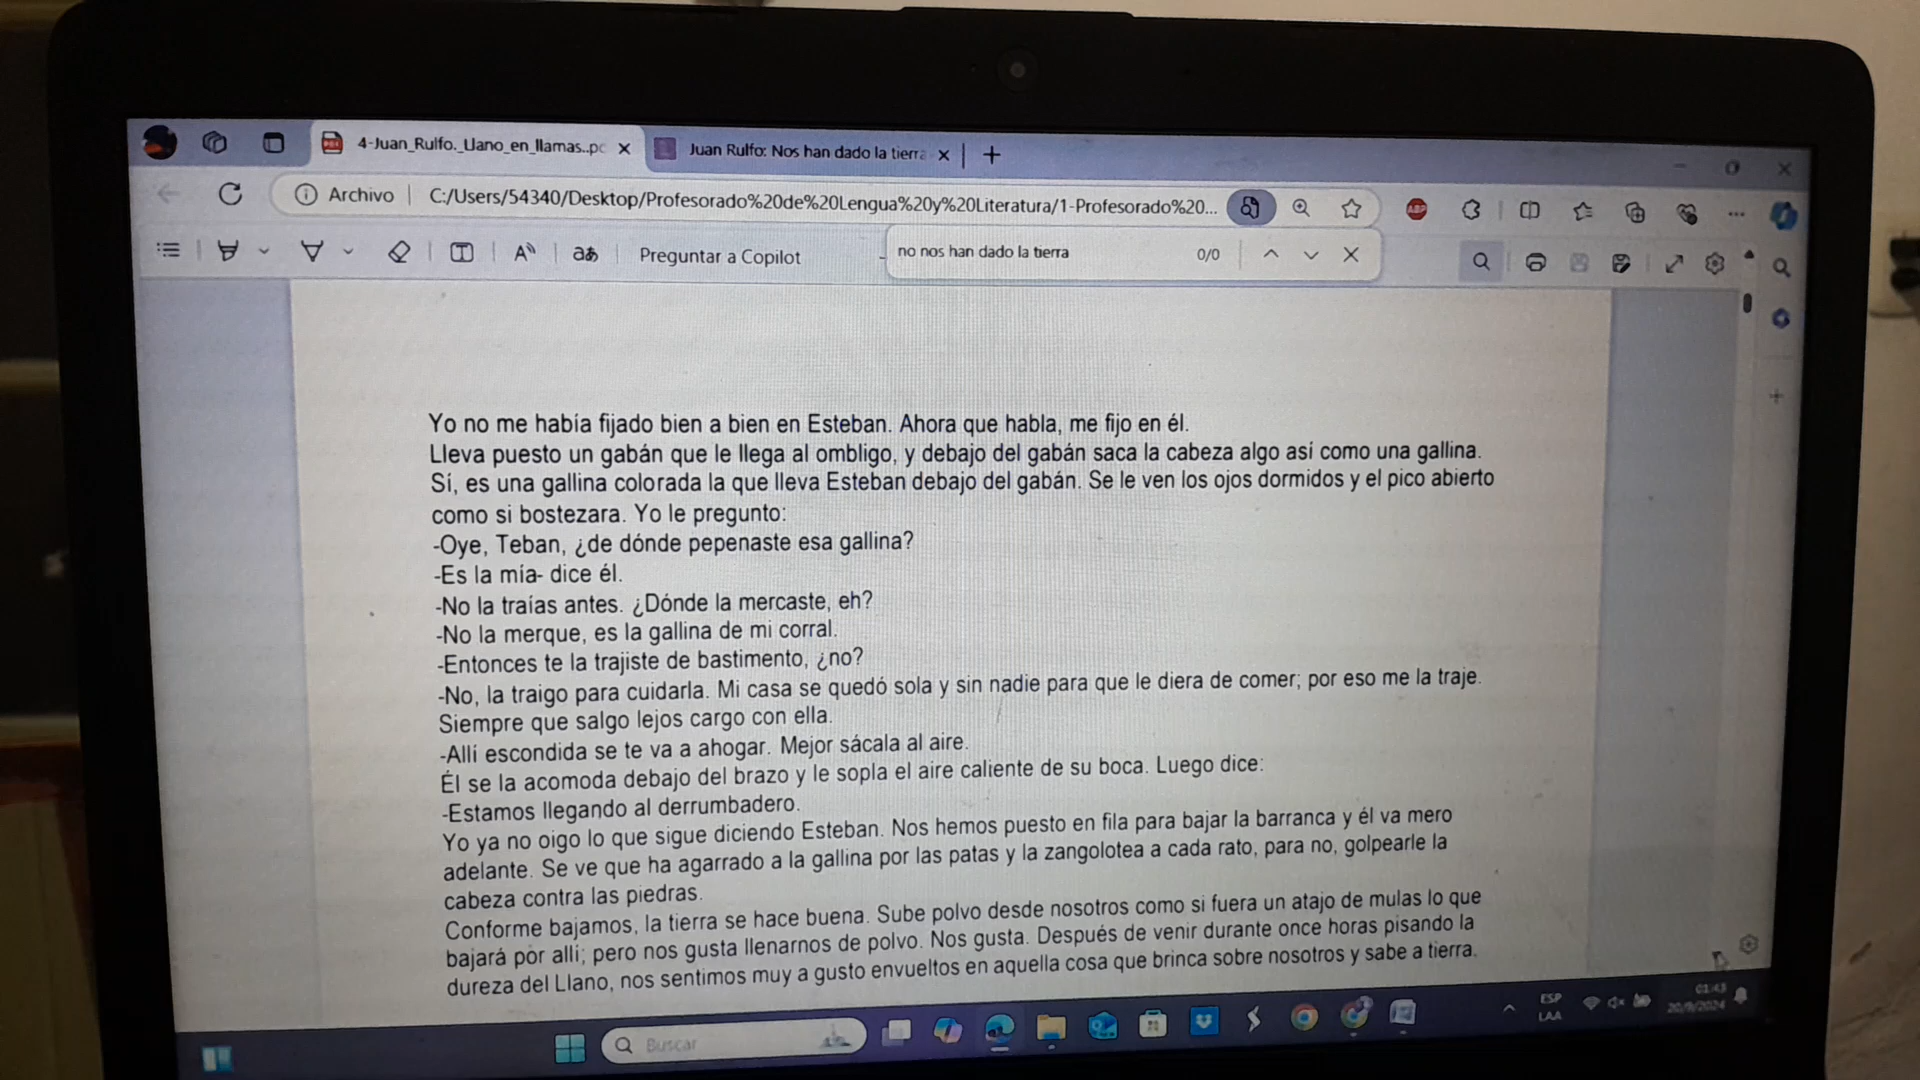 4-Juan_Rulfo._Llano_en_llamas..pc
Juan Rulfo: Nos han dado la tierra
Archivo
C:/Users/54340/Desktop/Profesorado%20de%20Lengua%20y%20Literatura/1-Profesorado%20...
ABP
Preguntar a Copilot
no nos han dado la tierra
0/0
Yo no me había fijado bien a bien en Esteban. Ahora que habla, me fijo en él.
Lleva puesto un gabán que le llega al ombligo, y debajo del gabán saca la cabeza algo así como una gallina.
Sí, es una gallina colorada la que lleva Esteban debajo del gabán. Se le ven los ojos dormidos y el pico abierto
como si bostezara. Yo le pregunto:
-Oye, Teban, ¿de dónde pepenaste esa gallina?
-Es la mía- dice él.
-No la traías antes. ¿Dónde la mercaste, eh?
-No la merque, es la gallina de mi corral.
-Entonces te la trajiste de bastimento, ¿no?
-No, la traigo para cuidarla. Mi casa se quedó sola y sin nadie para que le diera de comer; por eso me la traje.
Siempre que salgo lejos cargo con ella.
-Allí escondida se te va a ahogar. Mejor sácala al aire.
Él se la acomoda debajo del brazo y le sopla el aire caliente de su boca. Luego dice:
-Estamos llegando al derrumbadero.
Yo ya no oigo lo que sigue diciendo Esteban. Nos hemos puesto en fila para bajar la barranca y él va mero
adelante. Se ve que ha agarrado a la gallina por las patas y la zangolotea a cada rato, para no, golpearle la
cabeza contra las piedras.
Conforme bajamos, la tierra se hace buena. Sube polvo desde nosotros como si fuera un atajo de mulas lo que
bajará por allí; pero nos gusta llenarnos de polvo. Nos gusta. Después de venir durante once horas pisando la
dureza del Llano, nos sentimos muy a gusto envueltos en aquella cosa que brinca sobre nosotros y sabe a tierra.
Buscar
ESP
LAA
01:43
20/9/2024